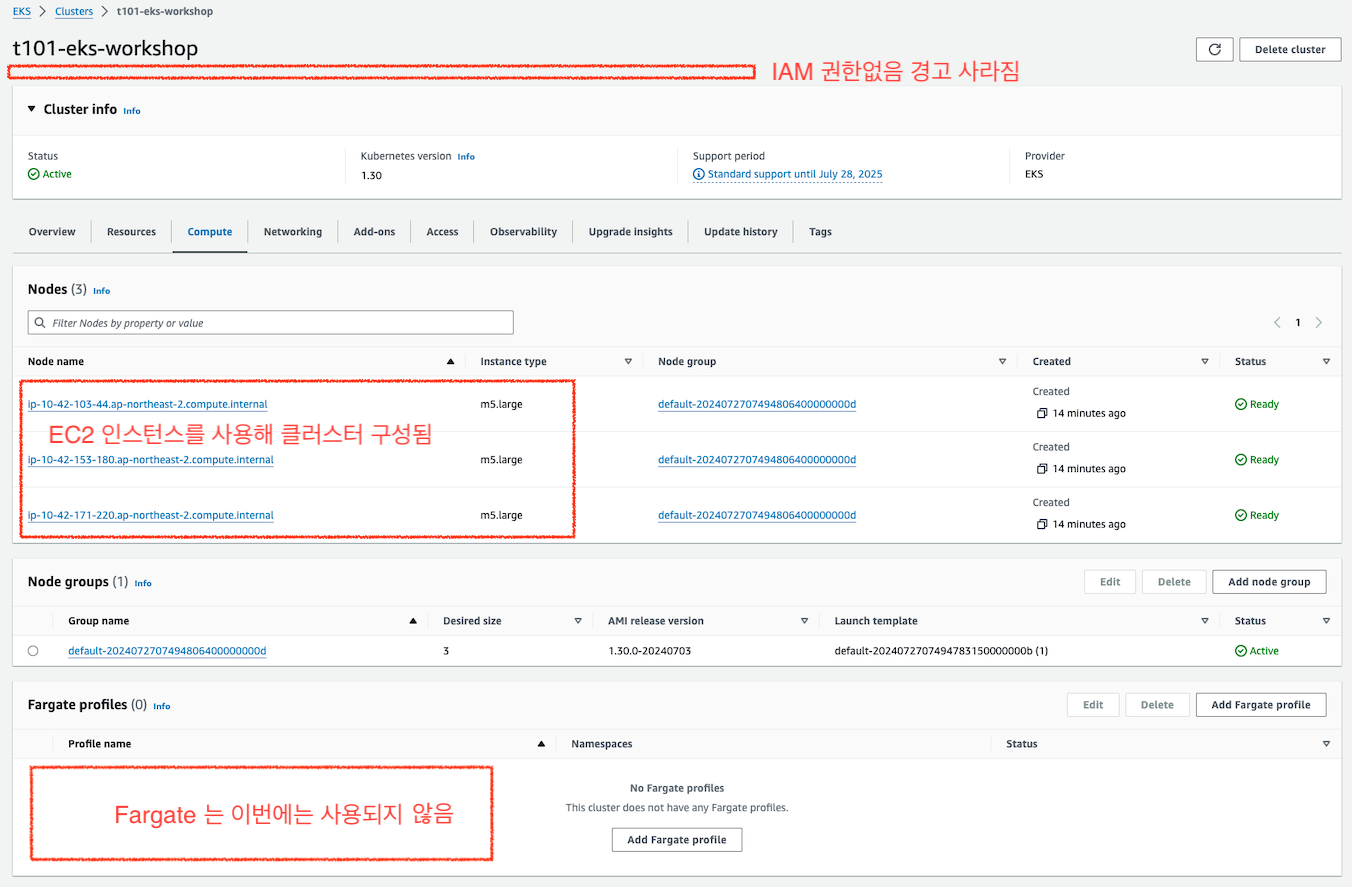 EKS > Clusters > t101-eks-workshop
t101-eks-workshop
Delete cluster
IAM 권한없음 경고 사라짐
Cluster info Info
Status
Kubernetes version Info
Support period
Provider
Active
1.30
Standard support until July 28, 2025
EKS
Overview
Resources
Compute
Networking
Add-ons
Access
Observability
Upgrade insights
Update history
Tags
Nodes (3) Info
Filter Nodes by property or value
1
Node name
Instance type
Node group
Created
Status
ip-10-42-103-44.ap-northeast-2.compute.internal
m5.large
default-2024072707494806400000000d
Created
14 minutes ago
Ready
EC2 인스턴스를 사용해 클러스터 구성됨
ip-10-42-153-180.ap-northeast-2.compute.internal
m5.large
default-2024072707494806400000000d
Created
14 minutes ago
Ready
ip-10-42-171-220.ap-northeast-2.compute.internal
m5.large
default-2024072707494806400000000d
Created
14 minutes ago
Ready
Node groups (1) Info
Edit
Delete
Add node group
Group name
Desired size
AMI release version
Launch template
Status
default-2024072707494806400000000d
3
1.30.0-20240703
default-2024072707494783150000000b (1)
Active
Fargate profiles (0) Info
Edit
Delete
Add Fargate profile
Profile name
Namespaces
Status
Fargate 는 이번에는 사용되지 않음
No Fargate profiles
This cluster does not have any Fargate profiles.
Add Fargate profile